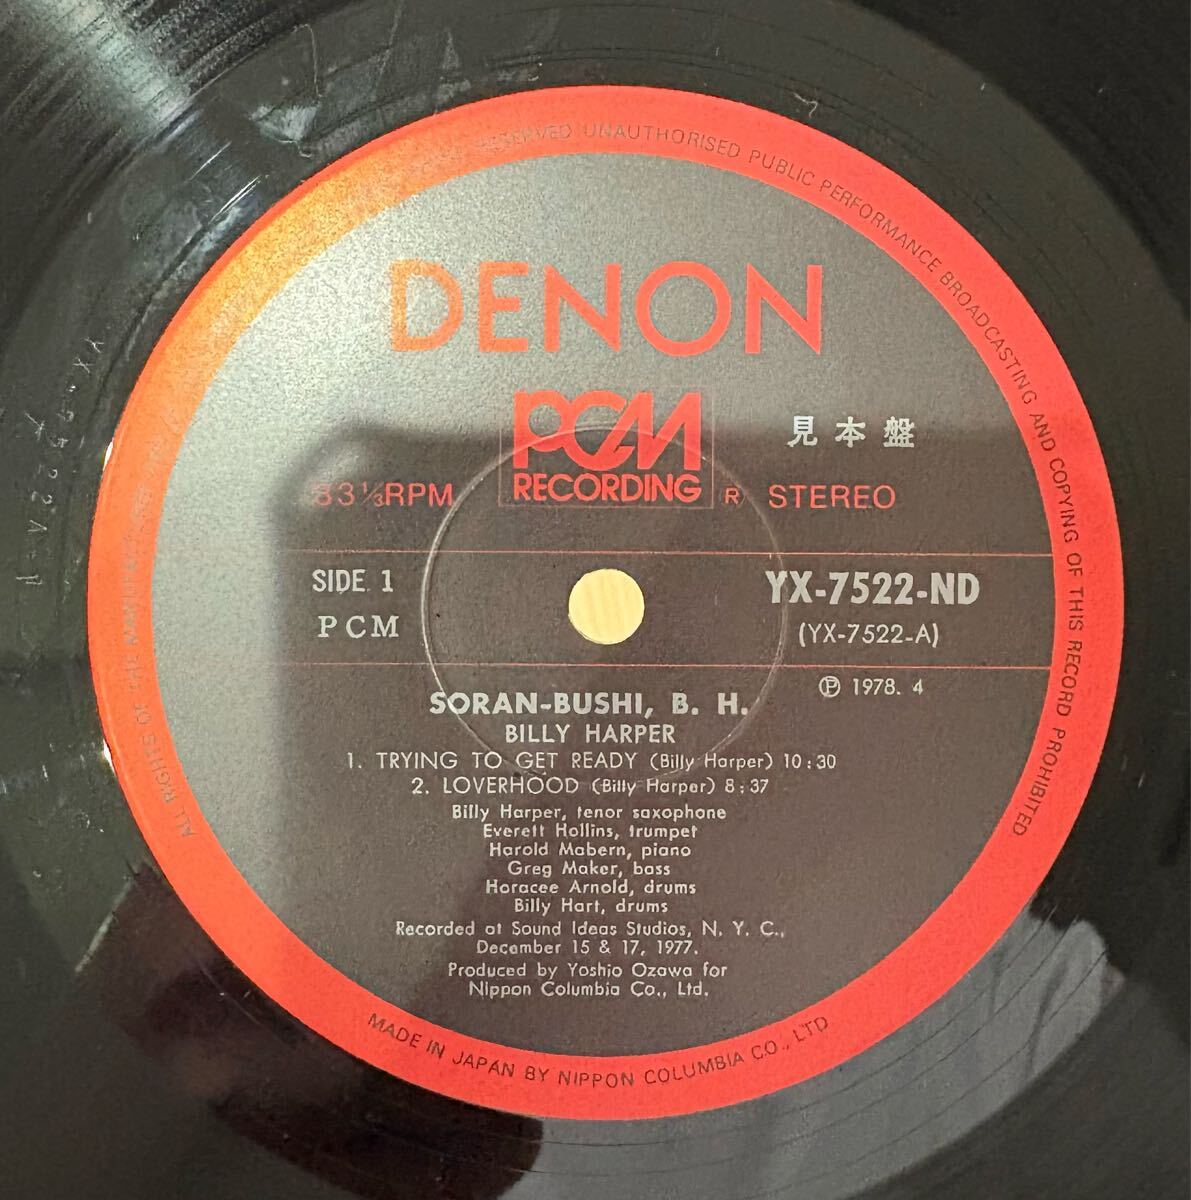 DENON
PCM
RECORDING
見本盤
33⅓RPM
R STEREO
SIDE 1
PCM
YX-7522-ND
(YX-7522-A)
Ⓟ 1978. 4
SORAN-BUSHI, B. H.
BILLY HARPER
1. TRYING TO GET READY (Billy Harper) 10:30
2. LOVERHOOD (Billy Harper) 8:37
Billy Harper, tenor saxophone
Everett Hollins, trumpet
Harold Mabern, piano
Greg Maker, bass
Horacee Arnold, drums
Billy Hart, drums
Recorded at Sound Ideas Studios, N. Y. C.,
December 15 & 17, 1977.
Produced by Yoshio Ozawa for
Nippon Columbia Co., Ltd.
ALL RIGHTS OF THE UNAUTHORISED PUBLIC PERFORMANCE BROADCASTING AND COPYING OF THIS RECORD PROHIBITED
MADE IN JAPAN BY NIPPON COLUMBIA CO., LTD